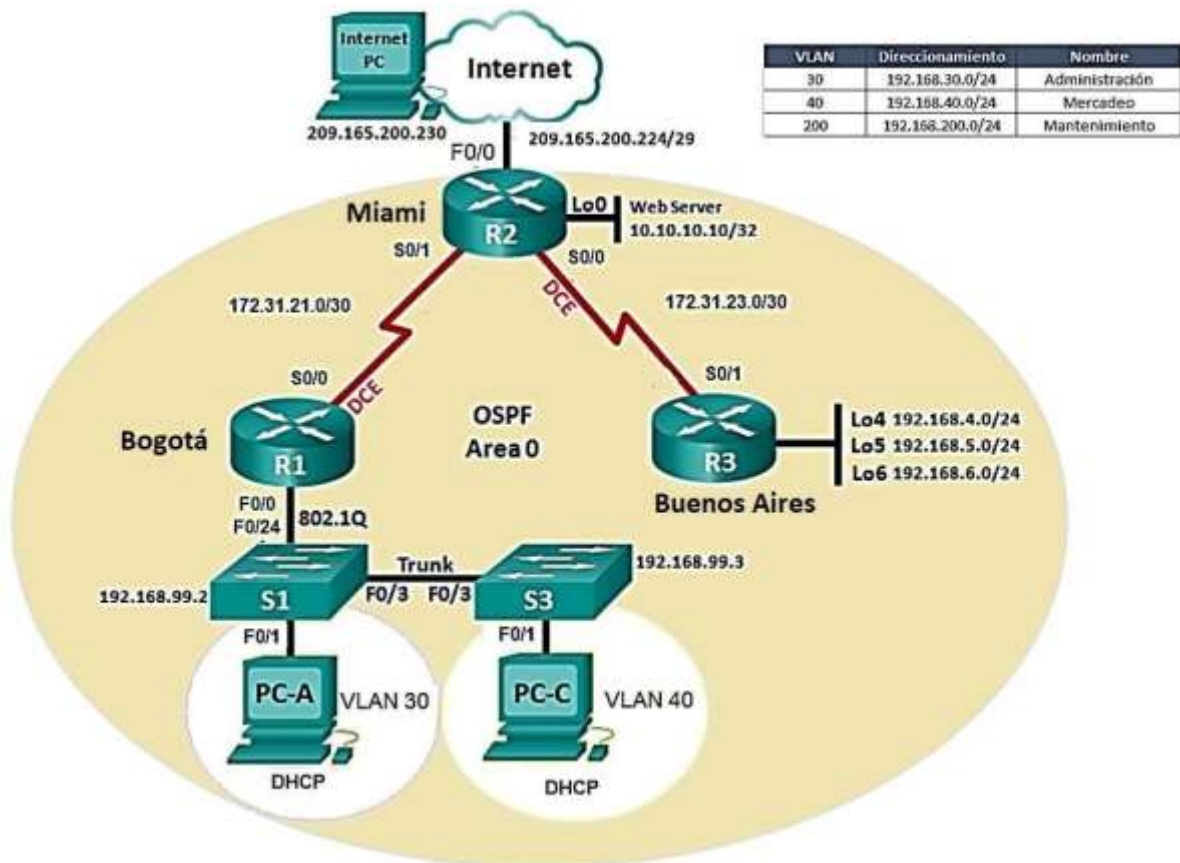 Internet
PC
Internet
209.165.200.230
209.165.200.224/29
F0/0
VLAN Direccionamiento Nombre
30 192.168.30.0/24 Administración
40 192.168.40.0/24 Mercadeo
200 192.168.200.0/24 Mantenimiento
Miami
R2
Lo0
Web Server
10.10.10.10/32
S0/1
S0/0
DCE
172.31.21.0/30
172.31.23.0/30
S0/0
DCE
S0/1
Bogotá
R1
OSPF
Area 0
R3
Buenos Aires
Lo4 192.168.4.0/24
Lo5 192.168.5.0/24
Lo6 192.168.6.0/24
F0/0
F0/24
802.1Q
192.168.99.2
S1
Trunk
F0/3 F0/3
S3
192.168.99.3
F0/1
F0/1
PC-A
VLAN 30
DHCP
PC-C
VLAN 40
DHCP